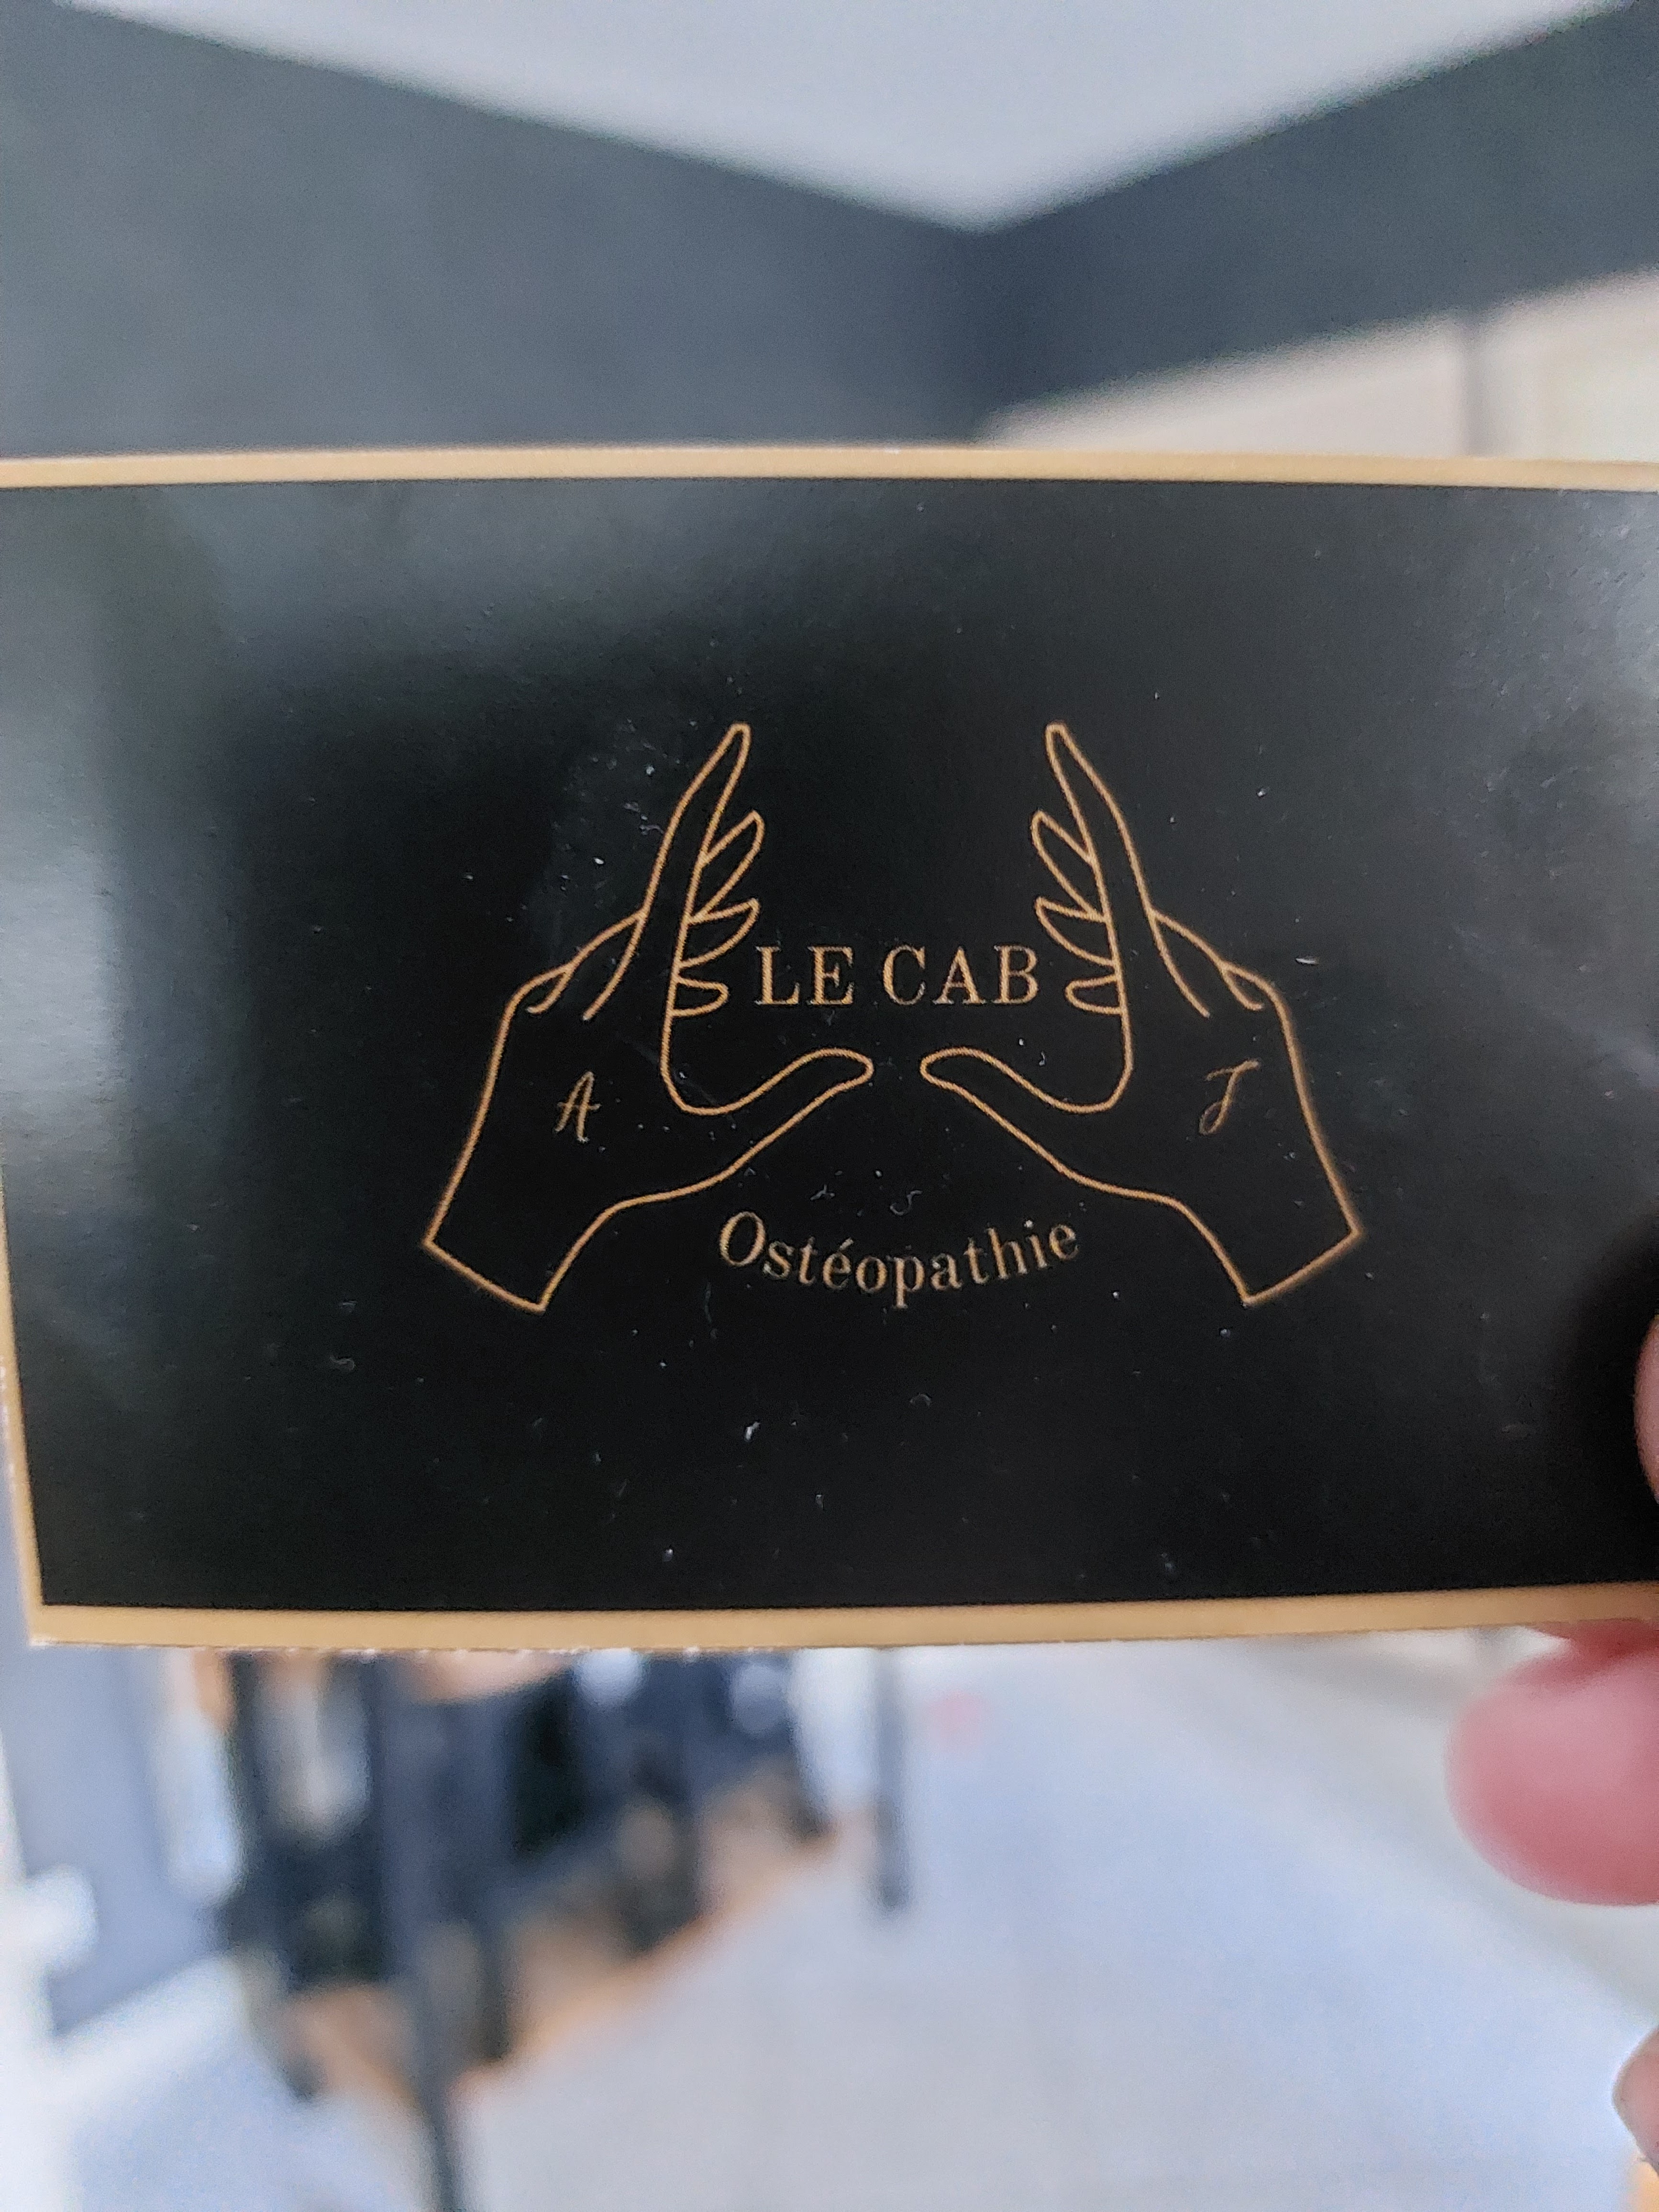 LE CAB
A
J
Ostéopathie